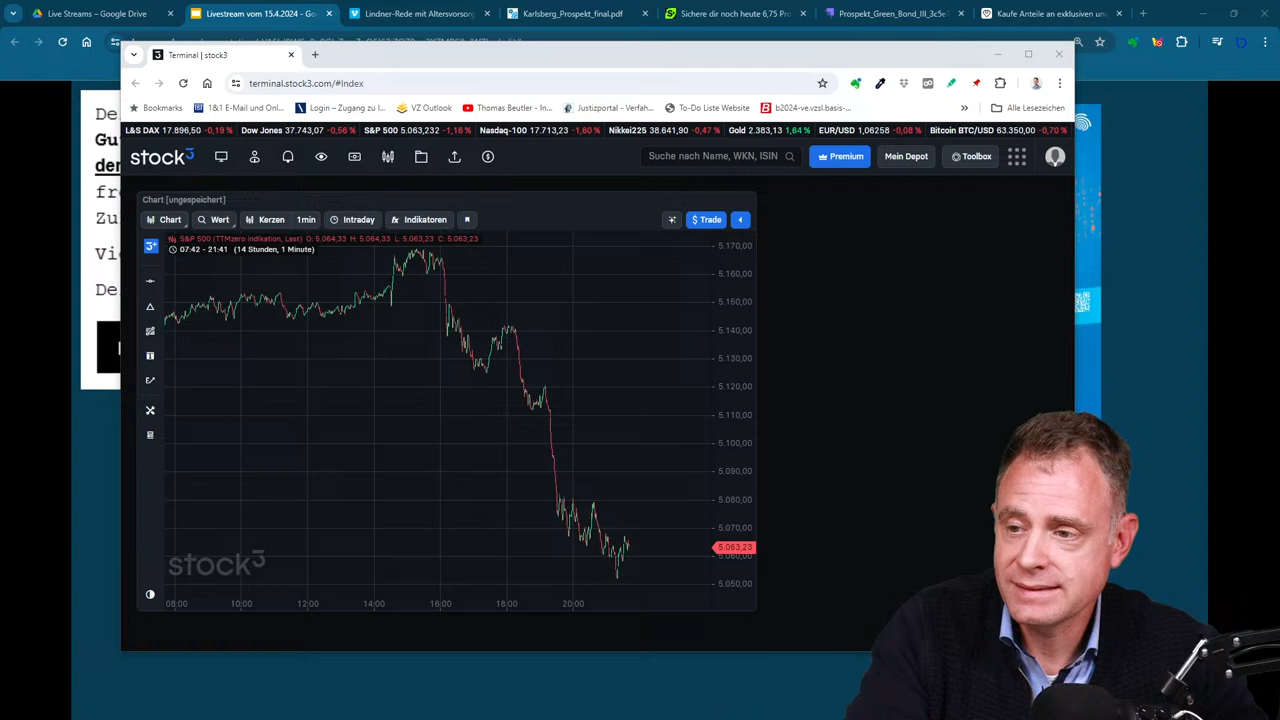 Live Streams – Google Drive
Livestream vom 15.4.2024 - Go
Lindner-Rede mit Altersvorsorg
Karlsberg_Prospekt_final.pdf
Sichere dir noch heute 6,75 Pro
Prospekt_Green_Bond_III_3c5e1
Kaufe Anteile an exklusiven und
Terminal | stock3
terminal.stock3.com/#Index
Bookmarks
1&1 E-Mail und Onl...
Login – Zugang zu I...
VZ Outlook
Thomas Beutler - In...
Justizportal - Verfah...
To-Do Liste Website
b2024-ve.vzsl.basis-...
Alle Lesezeichen
L&S DAX 17.896,50 -0,19 %
Dow Jones 37.743,07 -0,56 %
S&P 500 5.063,232 -1,16 %
Nasdaq-100 17.713,23 -1,60 %
Nikkei225 38.641,90 -0,47 %
Gold 2.383,13 1,64 %
EUR/USD 1,06258 -0,08 %
Bitcoin BTC/USD 63.350,00 -0,70 %
stock3
Suche nach Name, WKN, ISIN
Premium
Mein Depot
Toolbox
De
Gu
der
fre
Zu
Vi
De
Chart [ungespeichert]
Chart
Wert
Kerzen
1min
Intraday
Indikatoren
Trade
S&P 500 (TTMzero Indikation, Last) O: 5.064,33 H: 5.064,33 L: 5.063,23 C: 5.063,23
07:42 - 21:41 (14 Stunden, 1 Minute)
5.170,00
5.160,00
5.150,00
5.140,00
5.130,00
5.120,00
5.110,00
5.100,00
5.090,00
5.080,00
5.070,00
5.063,23
5.060,00
5.050,00
stock3
08:00
10:00
12:00
14:00
16:00
18:00
20:00